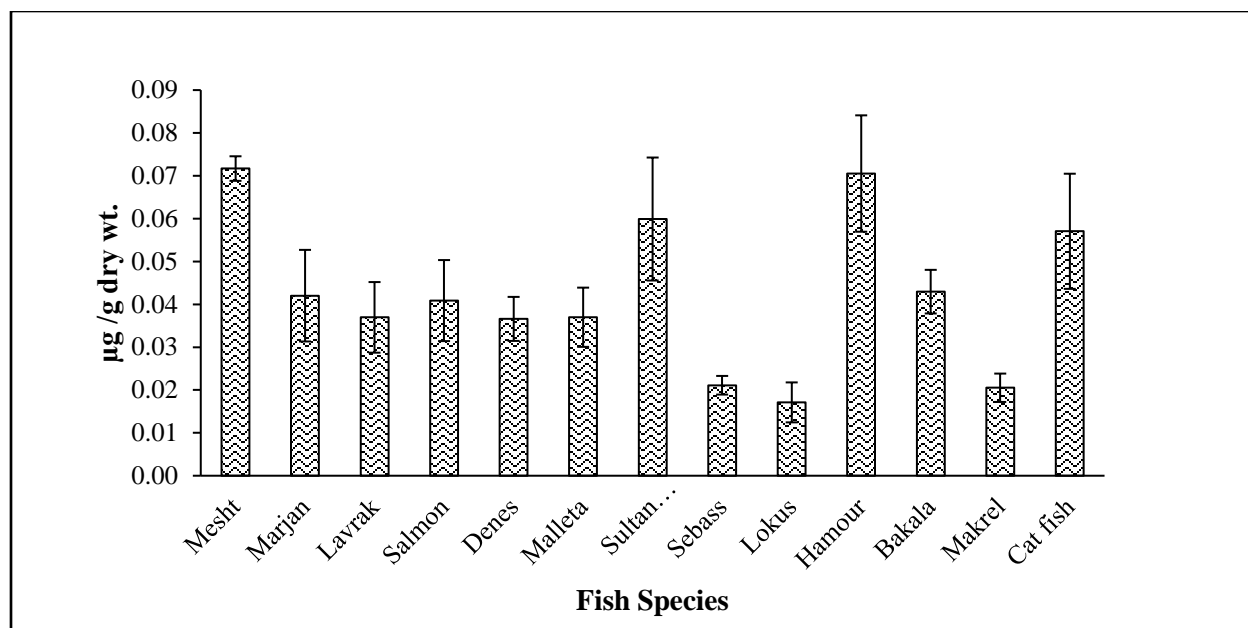 0.09
0.08
0.07
0.06
0.05
0.04
0.03
0.02
0.01
0.00
µg /g dry wt.
Mesht
Marjan
Lavrak
Salmon
Denes
Malleta
Sultan…
Sebass
Lokus
Hamour
Bakala
Makrel
Cat fish
Fish Species